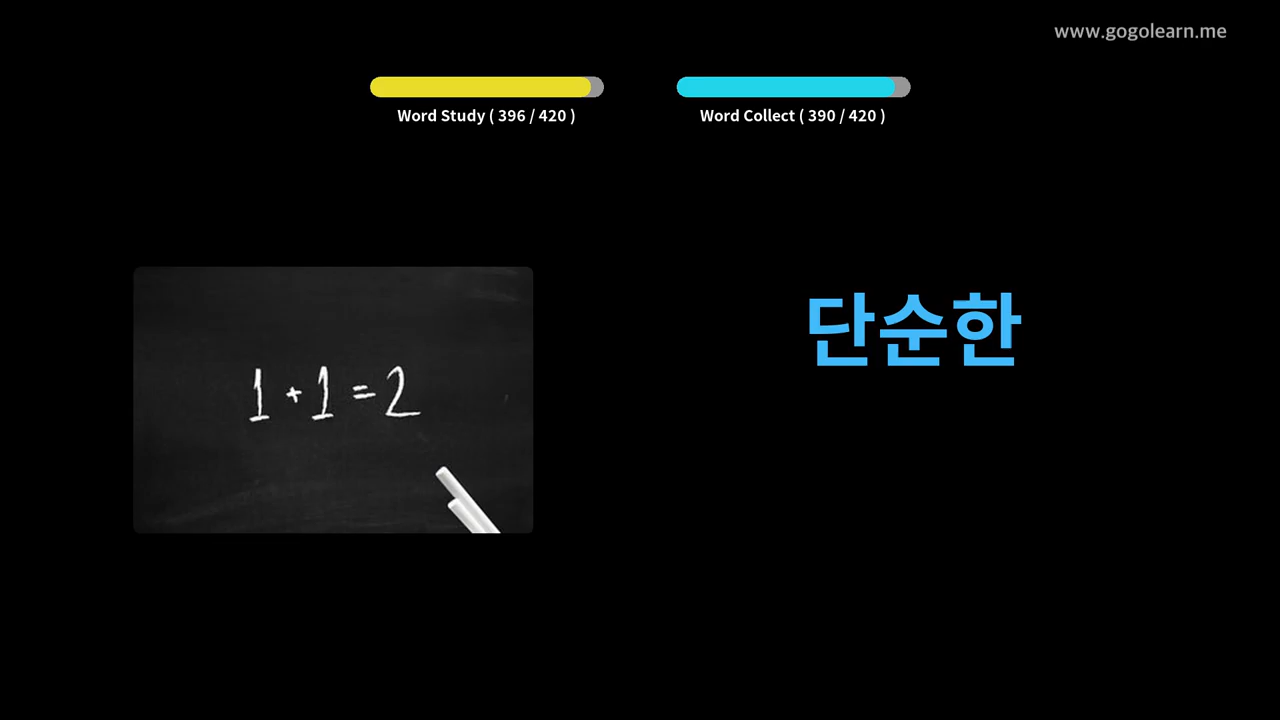 www.gogolearn.me
Word Study ( 396 / 420 )
Word Collect ( 390 / 420 )
단순한
1 + 1 = 2